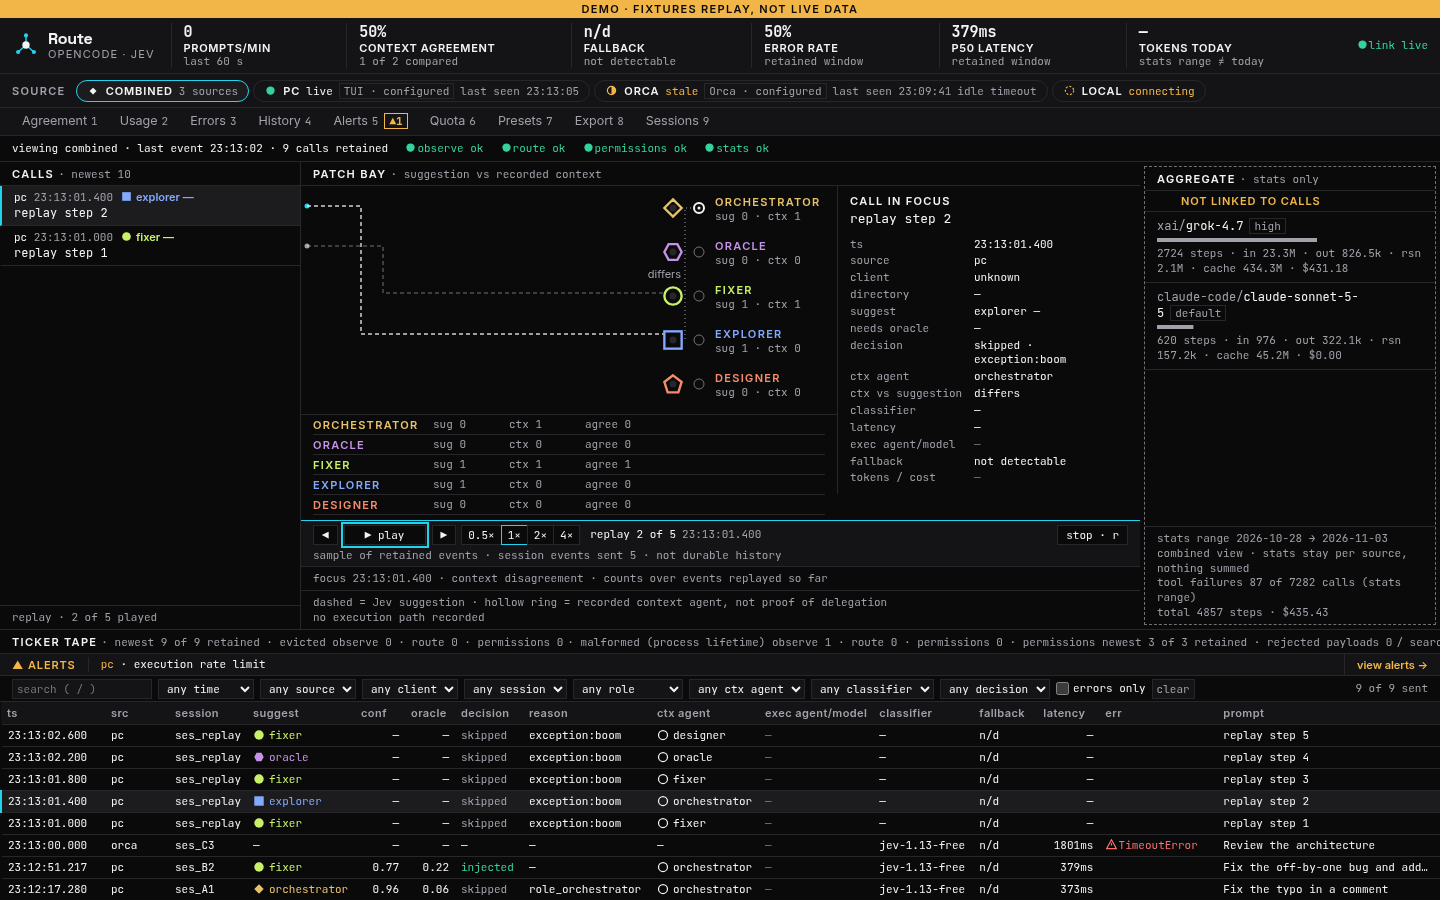 DEMO · FIXTURES REPLAY, NOT LIVE DATA
Route
OPENCODE · JEV
0
PROMPTS/MIN
last 60 s
50%
CONTEXT AGREEMENT
1 of 2 compared
n/d
FALLBACK
not detectable
50%
ERROR RATE
retained window
379ms
P50 LATENCY
retained window
—
TOKENS TODAY
stats range ≠ today
link live
SOURCE COMBINED 3 sources PC live TUI · configured last seen 23:13:05 ORCA stale Orca · configured last seen 23:09:41 idle timeout LOCAL connecting
Agreement 1 Usage 2 Errors 3 History 4 Alerts 5 ▲1 Quota 6 Presets 7 Export 8 Sessions 9
viewing combined · last event 23:13:02 · 9 calls retained observe ok route ok permissions ok stats ok
CALLS · newest 10
pc 23:13:01.400 explorer —
replay step 2
pc 23:13:01.000 fixer —
replay step 1
replay · 2 of 5 played
PATCH BAY · suggestion vs recorded context
ORCHESTRATOR
sug 0 · ctx 1
ORACLE
sug 0 · ctx 0
differs
FIXER
sug 1 · ctx 1
EXPLORER
sug 1 · ctx 0
DESIGNER
sug 0 · ctx 0
ORCHESTRATOR sug 0 ctx 1 agree 0
ORACLE sug 0 ctx 0 agree 0
FIXER sug 1 ctx 1 agree 1
EXPLORER sug 1 ctx 0 agree 0
DESIGNER sug 0 ctx 0 agree 0
CALL IN FOCUS
replay step 2
ts 23:13:01.400
source pc
client unknown
directory —
suggest explorer —
needs oracle —
decision skipped ·
exception:boom
ctx agent orchestrator
ctx vs suggestion differs
classifier —
latency —
exec agent/model —
fallback not detectable
tokens / cost —
◀ ▶ play ▶ 0.5× 1× 2× 4× replay 2 of 5 23:13:01.400 stop · r
sample of retained events · session events sent 5 · not durable history
focus 23:13:01.400 · context disagreement · counts over events replayed so far
dashed = Jev suggestion · hollow ring = recorded context agent, not proof of delegation
no execution path recorded
AGGREGATE · stats only
NOT LINKED TO CALLS
xai/grok-4.7 high
2724 steps · in 23.3M · out 826.5k · rsn
2.1M · cache 434.3M · $431.18
claude-code/claude-sonnet-5-
5 default
620 steps · in 976 · out 322.1k · rsn
157.2k · cache 45.2M · $0.00
stats range 2026-10-28 → 2026-11-03
combined view · stats stay per source,
nothing summed
tool failures 87 of 7282 calls (stats
range)
total 4857 steps · $435.43
TICKER TAPE · newest 9 of 9 retained · evicted observe 0 · route 0 · permissions 0 · malformed (process lifetime) observe 1 · route 0 · permissions 0 · permissions newest 3 of 3 retained · rejected payloads 0 / searc
▲ ALERTS pc · execution rate limit view alerts →
search ( / ) any time any source any client any session any role any ctx agent any classifier any decision errors only clear 9 of 9 sent
ts src session suggest conf oracle decision reason ctx agent exec agent/model classifier fallback latency err prompt
23:13:02.600 pc ses_replay fixer — — skipped exception:boom designer — — n/d — replay step 5
23:13:02.200 pc ses_replay oracle — — skipped exception:boom oracle — — n/d — replay step 4
23:13:01.800 pc ses_replay fixer — — skipped exception:boom fixer — — n/d — replay step 3
23:13:01.400 pc ses_replay explorer — — skipped exception:boom orchestrator — — n/d — replay step 2
23:13:01.000 pc ses_replay fixer — — skipped exception:boom fixer — — n/d — replay step 1
23:13:00.000 orca ses_C3 — — — — — — jev-1.13-free n/d 1801ms TimeoutError Review the architecture
23:12:51.217 pc ses_B2 fixer 0.77 0.22 injected — orchestrator — jev-1.13-free n/d 379ms Fix the off-by-one bug and add…
23:12:17.280 pc ses_A1 orchestrator 0.96 0.06 skipped role_orchestrator orchestrator — jev-1.13-free n/d 373ms Fix the typo in a comment